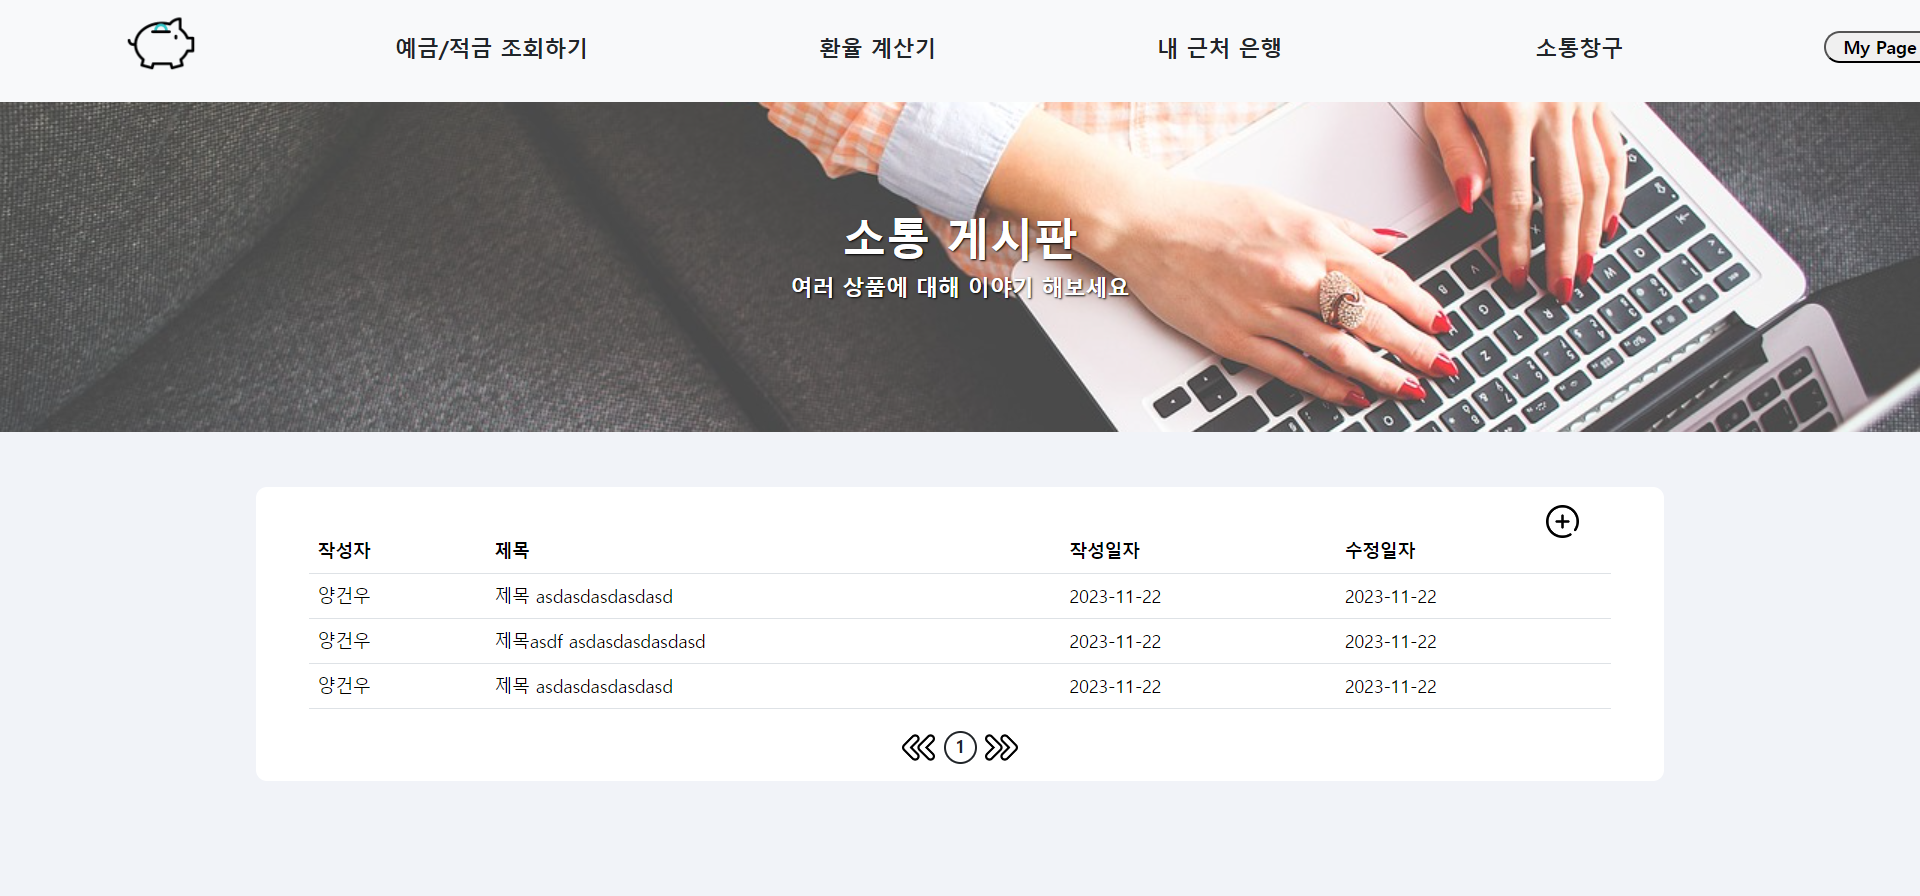 예금/적금 조회하기 환율 계산기 내 근처 은행 소통창구 My Page
소통 게시판
여러 상품에 대해 이야기 해보세요
작성자 제목 작성일자 수정일자
양건우 제목 asdasdasdasdasd 2023-11-22 2023-11-22
양건우 제목asdf asdasdasdasdasd 2023-11-22 2023-11-22
양건우 제목 asdasdasdasdasd 2023-11-22 2023-11-22
1